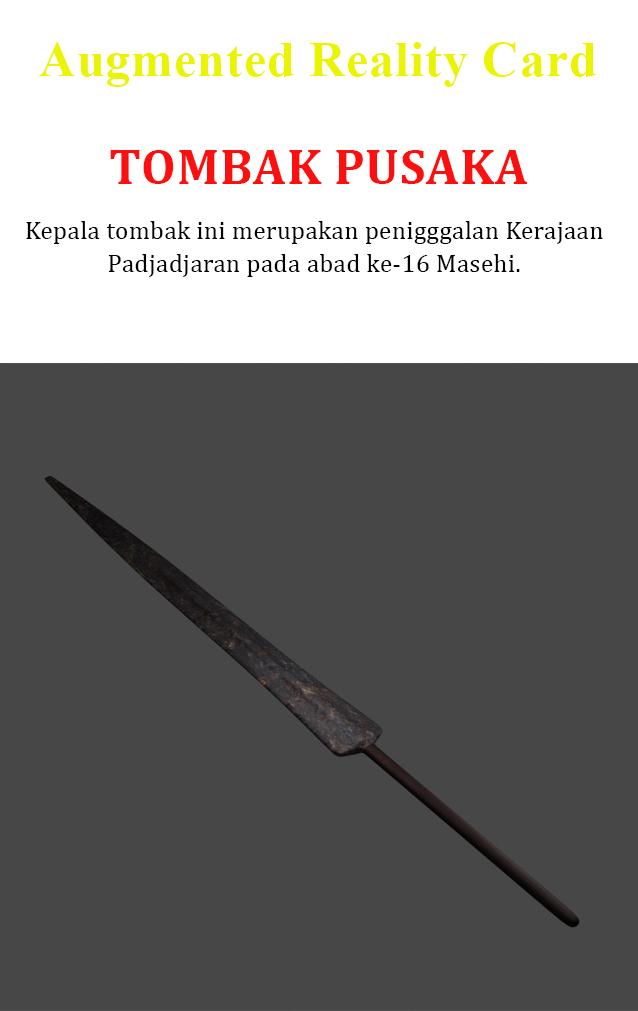 Augmented Reality Card
TOMBAK PUSAKA
Kepala tombak ini merupakan penigggalan Kerajaan
Padjadjaran pada abad ke-16 Masehi.